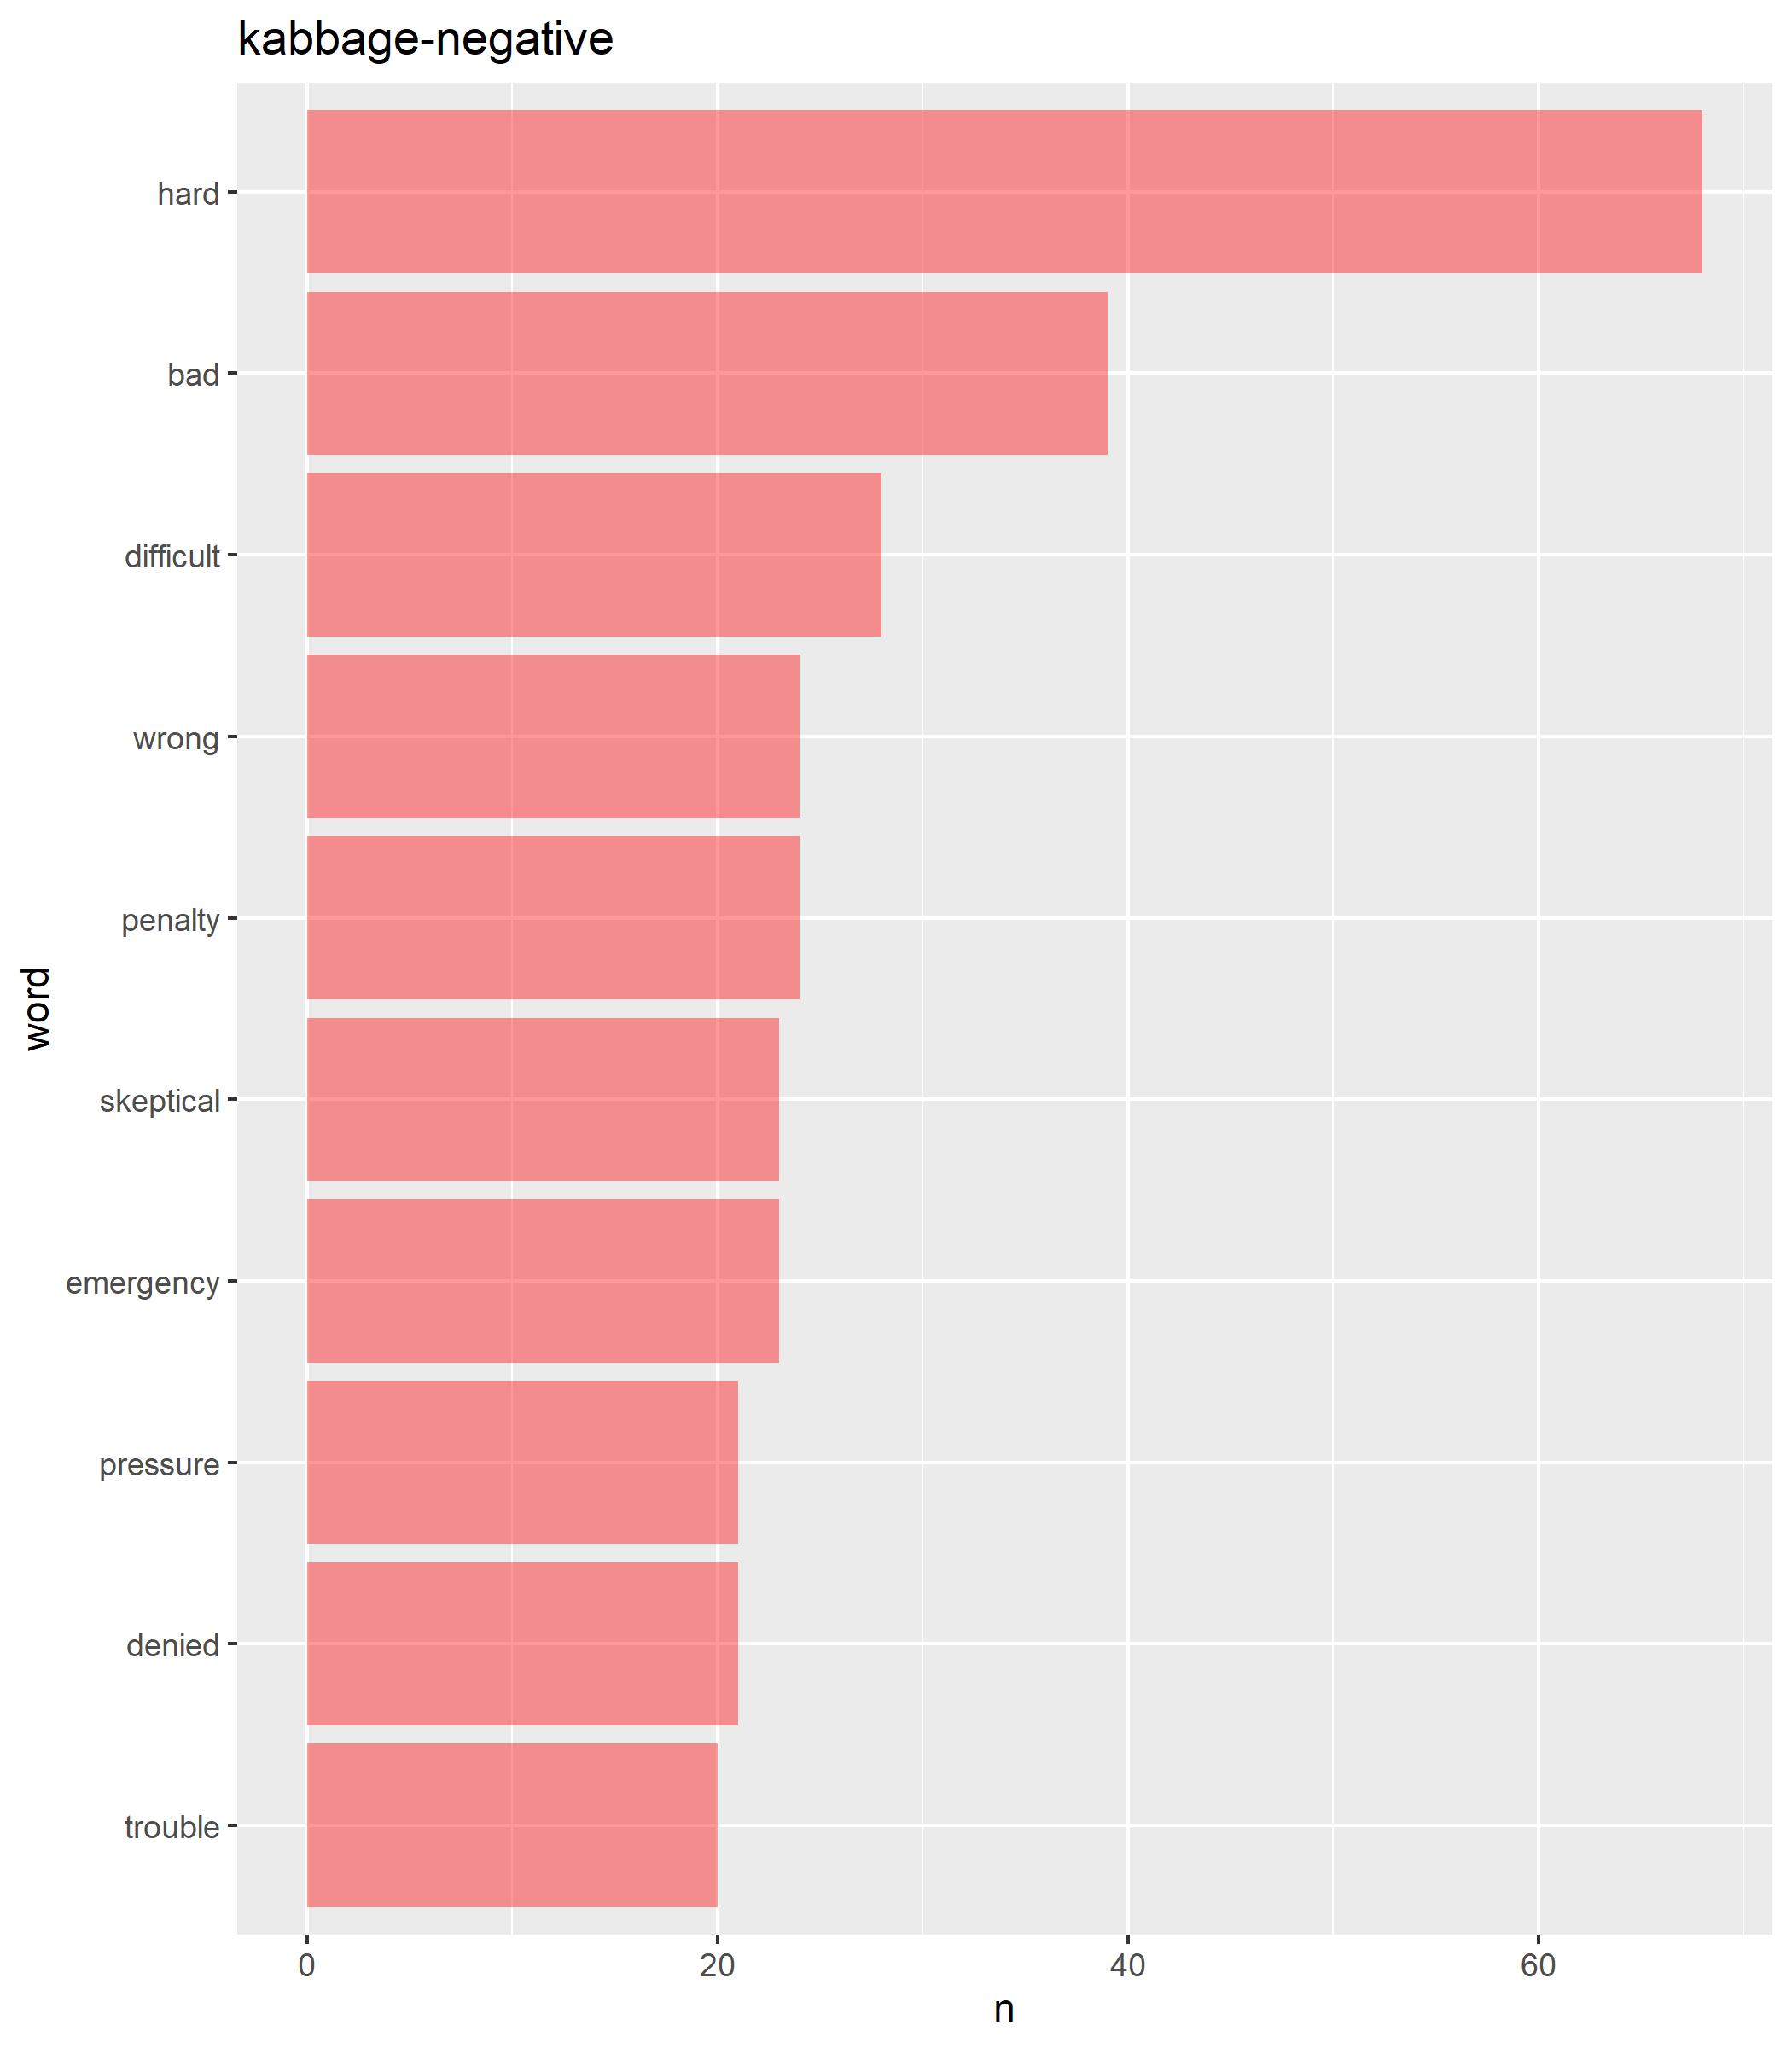 kabbage-negative
hard
bad
difficult
wrong
penalty
skeptical
emergency
pressure
denied
trouble
word
0 20 40 60
n